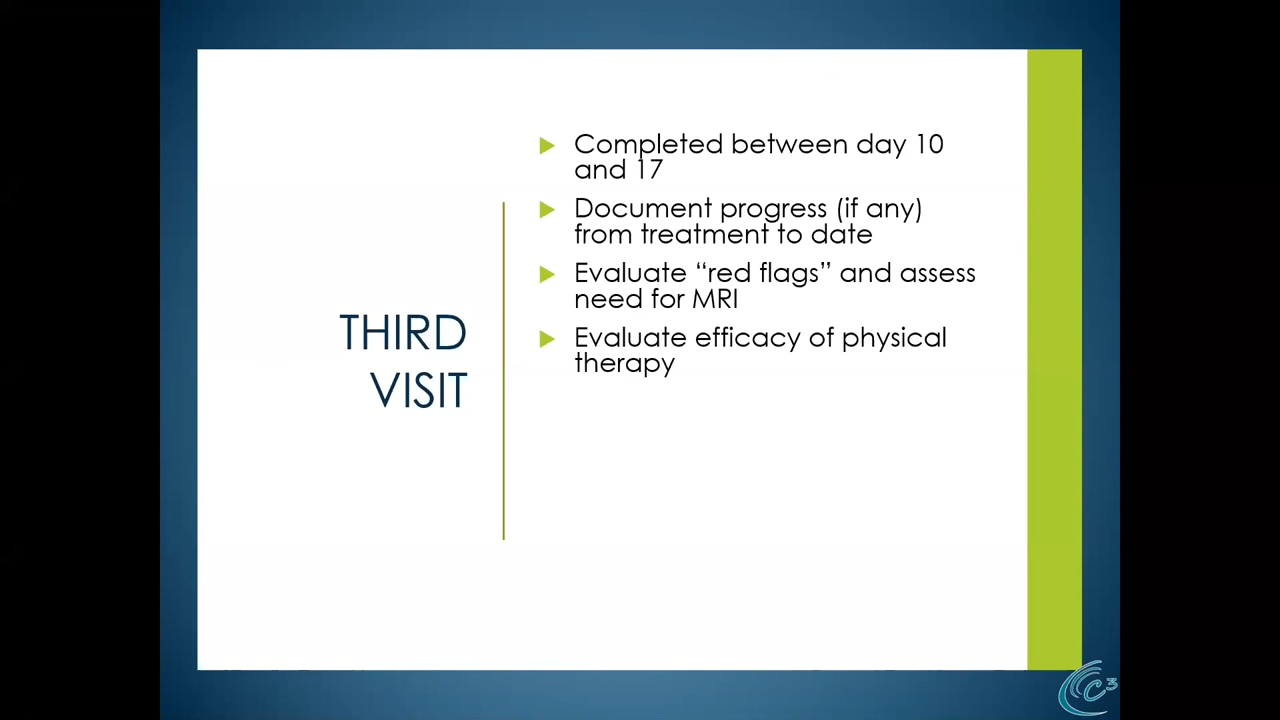 THIRD
VISIT
Completed between day 10
and 17
Document progress (if any)
from treatment to date
Evaluate “red flags” and assess
need for MRI
Evaluate efficacy of physical
therapy
C³